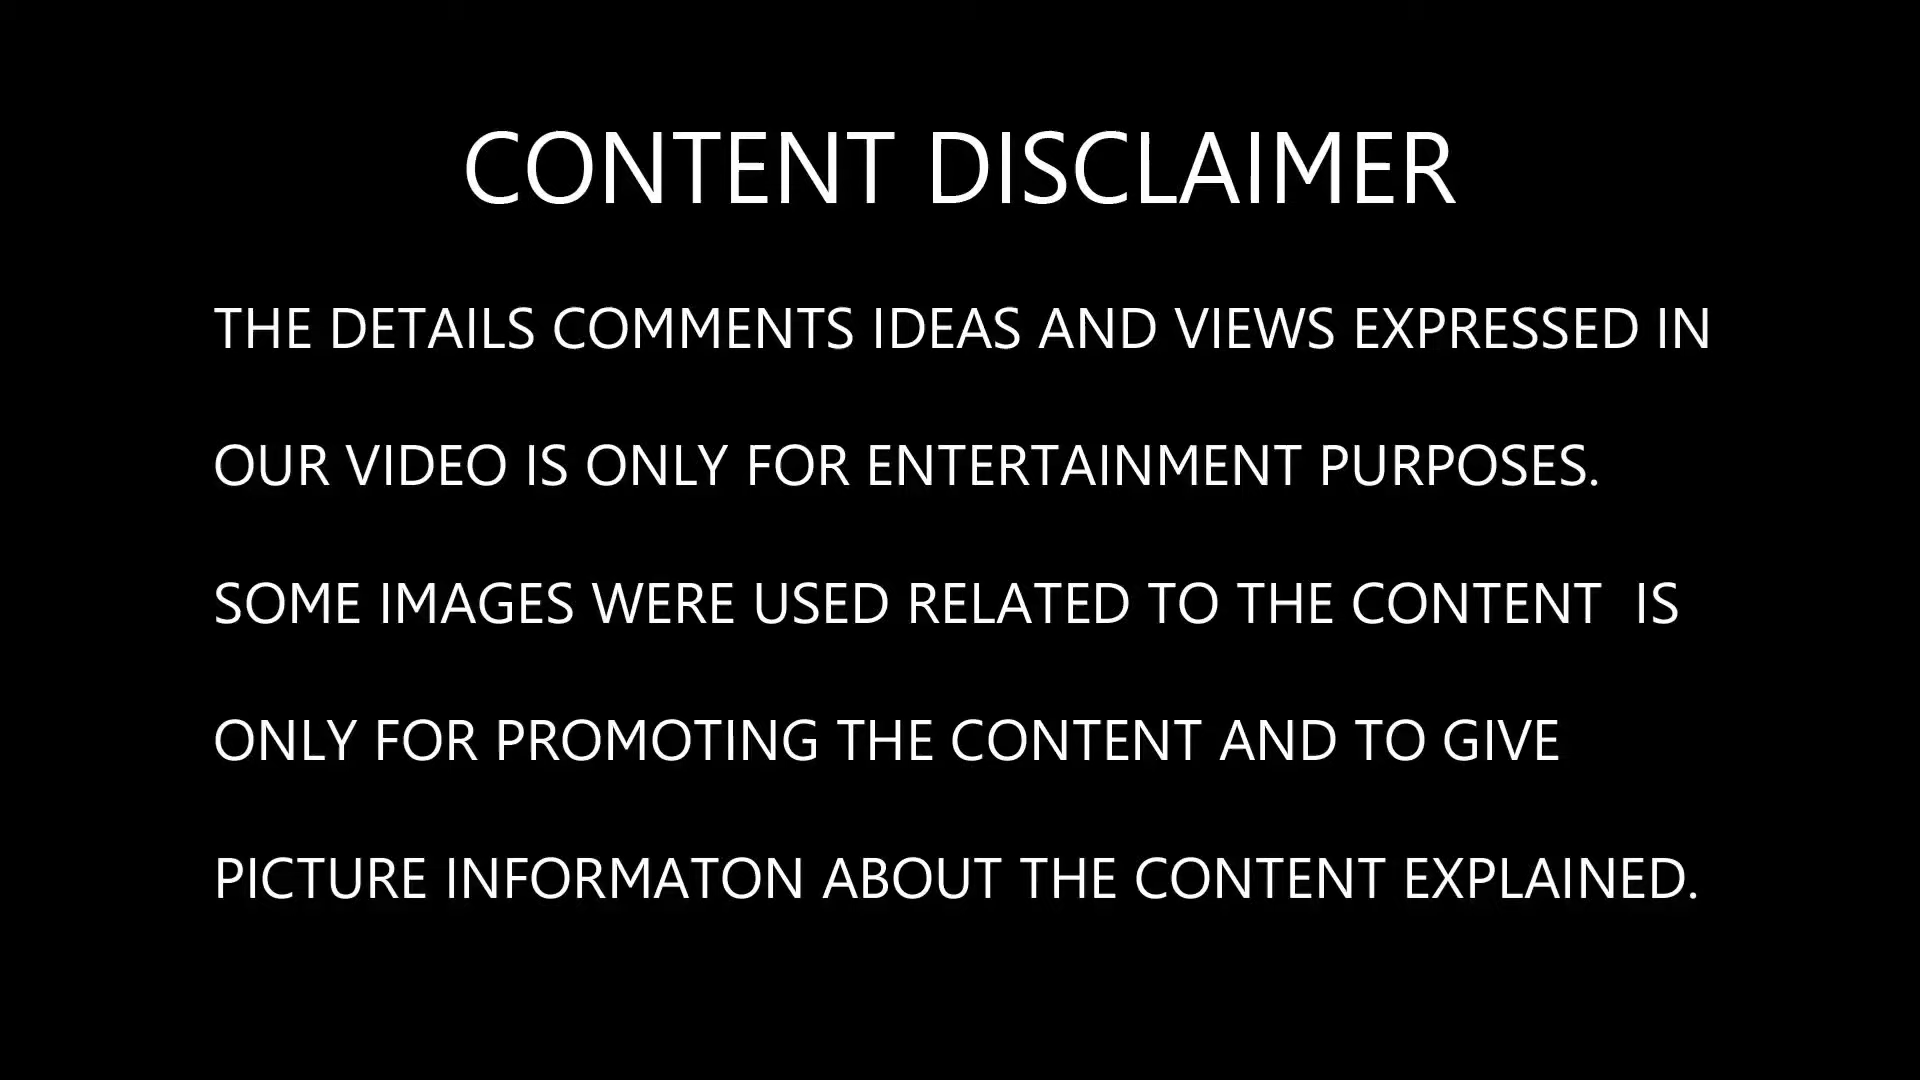 CONTENT DISCLAIMER
THE DETAILS COMMENTS IDEAS AND VIEWS EXPRESSED IN
OUR VIDEO IS ONLY FOR ENTERTAINMENT PURPOSES.
SOME IMAGES WERE USED RELATED TO THE CONTENT  IS
ONLY FOR PROMOTING THE CONTENT AND TO GIVE
PICTURE INFORMATON ABOUT THE CONTENT EXPLAINED.